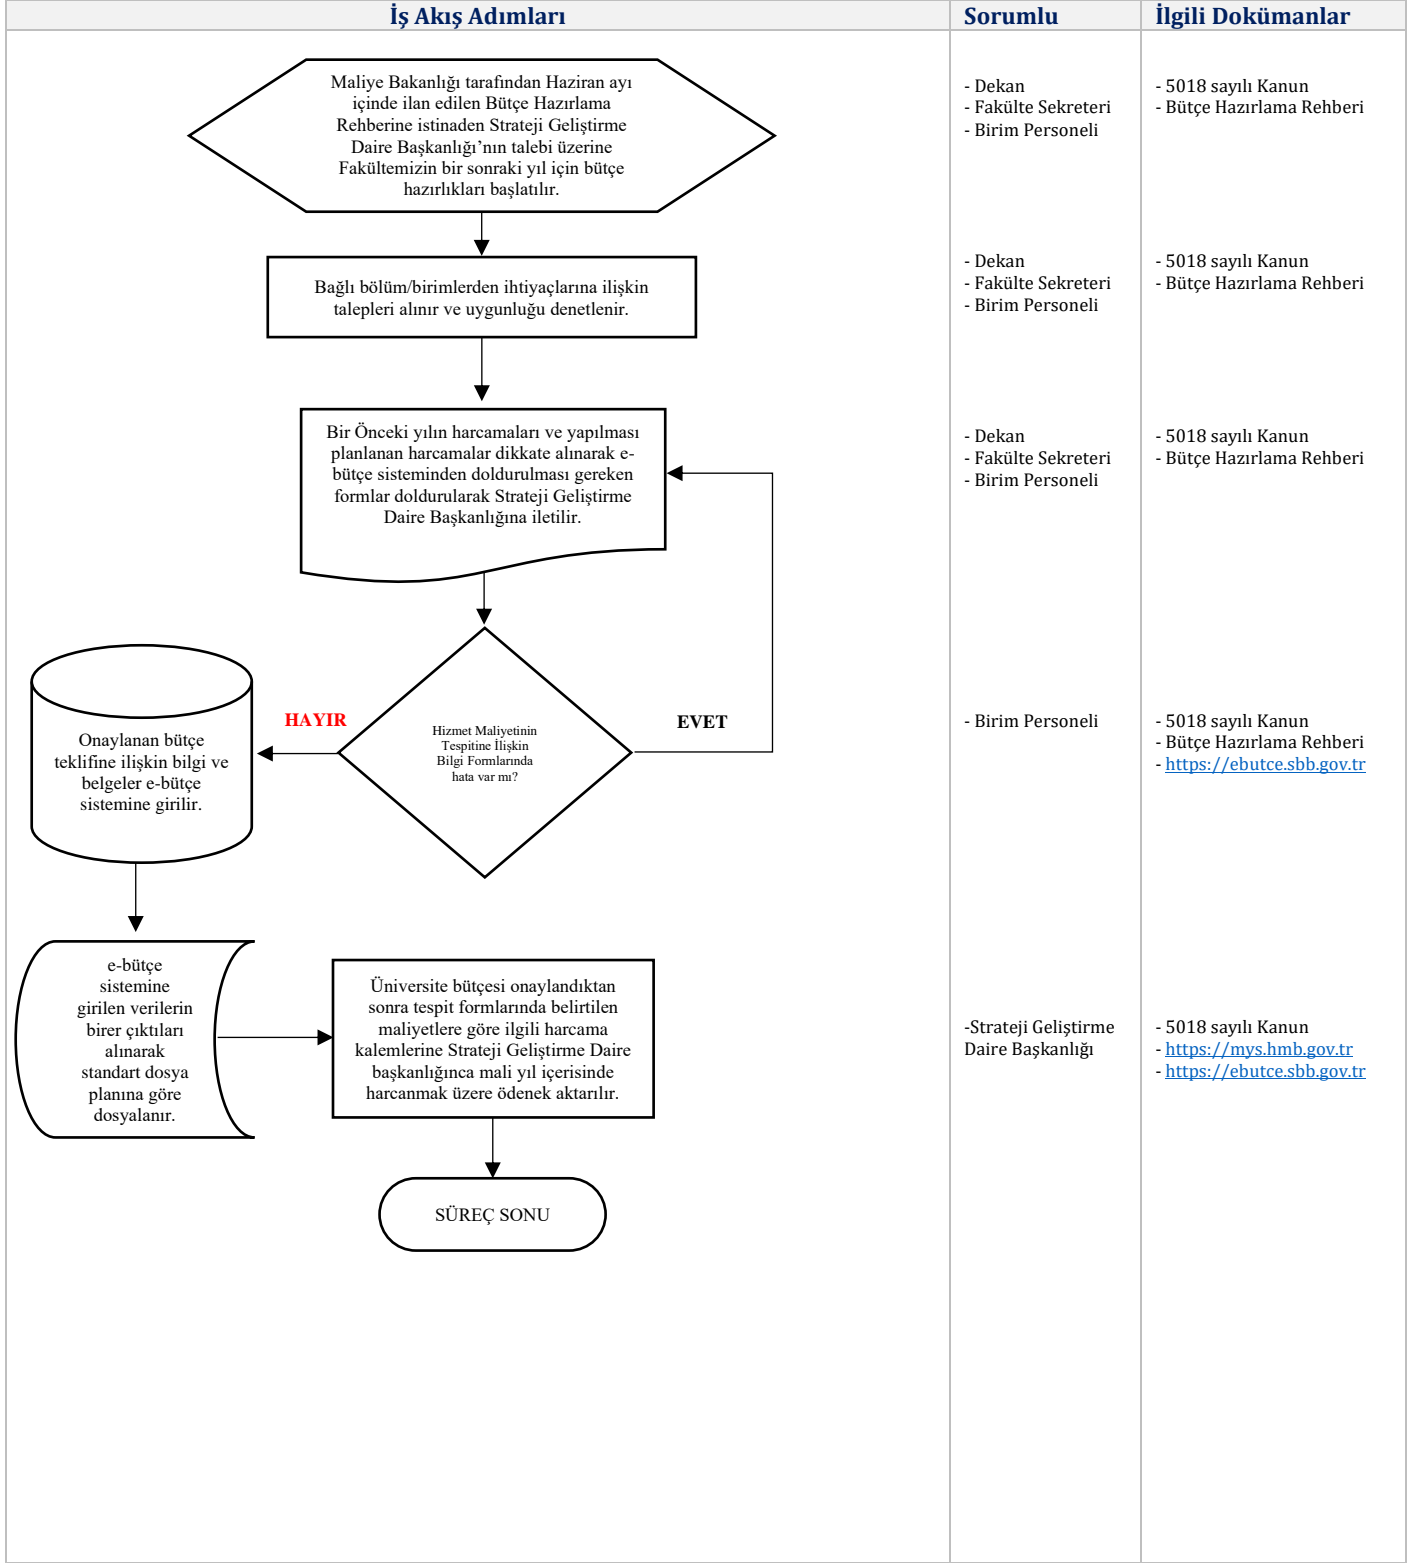 İş Akış Adımları
Sorumlu
İlgili Dokümanlar
Maliye Bakanlığı tarafından Haziran ayı
içinde ilan edilen Bütçe Hazırlama
Rehberine istinaden Strateji Geliştirme
Daire Başkanlığı’nın talebi üzerine
Fakültemizin bir sonraki yıl için bütçe
hazırlıkları başlatılır.
- Dekan
- Fakülte Sekreteri
- Birim Personeli
- 5018 sayılı Kanun
- Bütçe Hazırlama Rehberi
Bağlı bölüm/birimlerden ihtiyaçlarına ilişkin
talepleri alınır ve uygunluğu denetlenir.
- Dekan
- Fakülte Sekreteri
- Birim Personeli
- 5018 sayılı Kanun
- Bütçe Hazırlama Rehberi
Bir Önceki yılın harcamaları ve yapılması
planlanan harcamalar dikkate alınarak e-
bütçe sisteminden doldurulması gereken
formlar doldurularak Strateji Geliştirme
Daire Başkanlığına iletilir.
- Dekan
- Fakülte Sekreteri
- Birim Personeli
- 5018 sayılı Kanun
- Bütçe Hazırlama Rehberi
Hizmet Maliyetinin
Tespitine İlişkin
Bilgi Formlarında
hata var mı?
EVET
HAYIR
Onaylanan bütçe
teklifine ilişkin bilgi ve
belgeler e-bütçe
sistemine girilir.
- Birim Personeli
- 5018 sayılı Kanun
- Bütçe Hazırlama Rehberi
- https://ebutce.sbb.gov.tr
e-bütçe
sistemine
girilen verilerin
birer çıktıları
alınarak
standart dosya
planına göre
dosyalanır.
Üniversite bütçesi onaylandıktan
sonra tespit formlarında belirtilen
maliyetlere göre ilgili harcama
kalemlerine Strateji Geliştirme Daire
başkanlığınca mali yıl içerisinde
harcanmak üzere ödenek aktarılır.
-Strateji Geliştirme
Daire Başkanlığı
- 5018 sayılı Kanun
- https://mys.hmb.gov.tr
- https://ebutce.sbb.gov.tr
SÜREÇ SONU